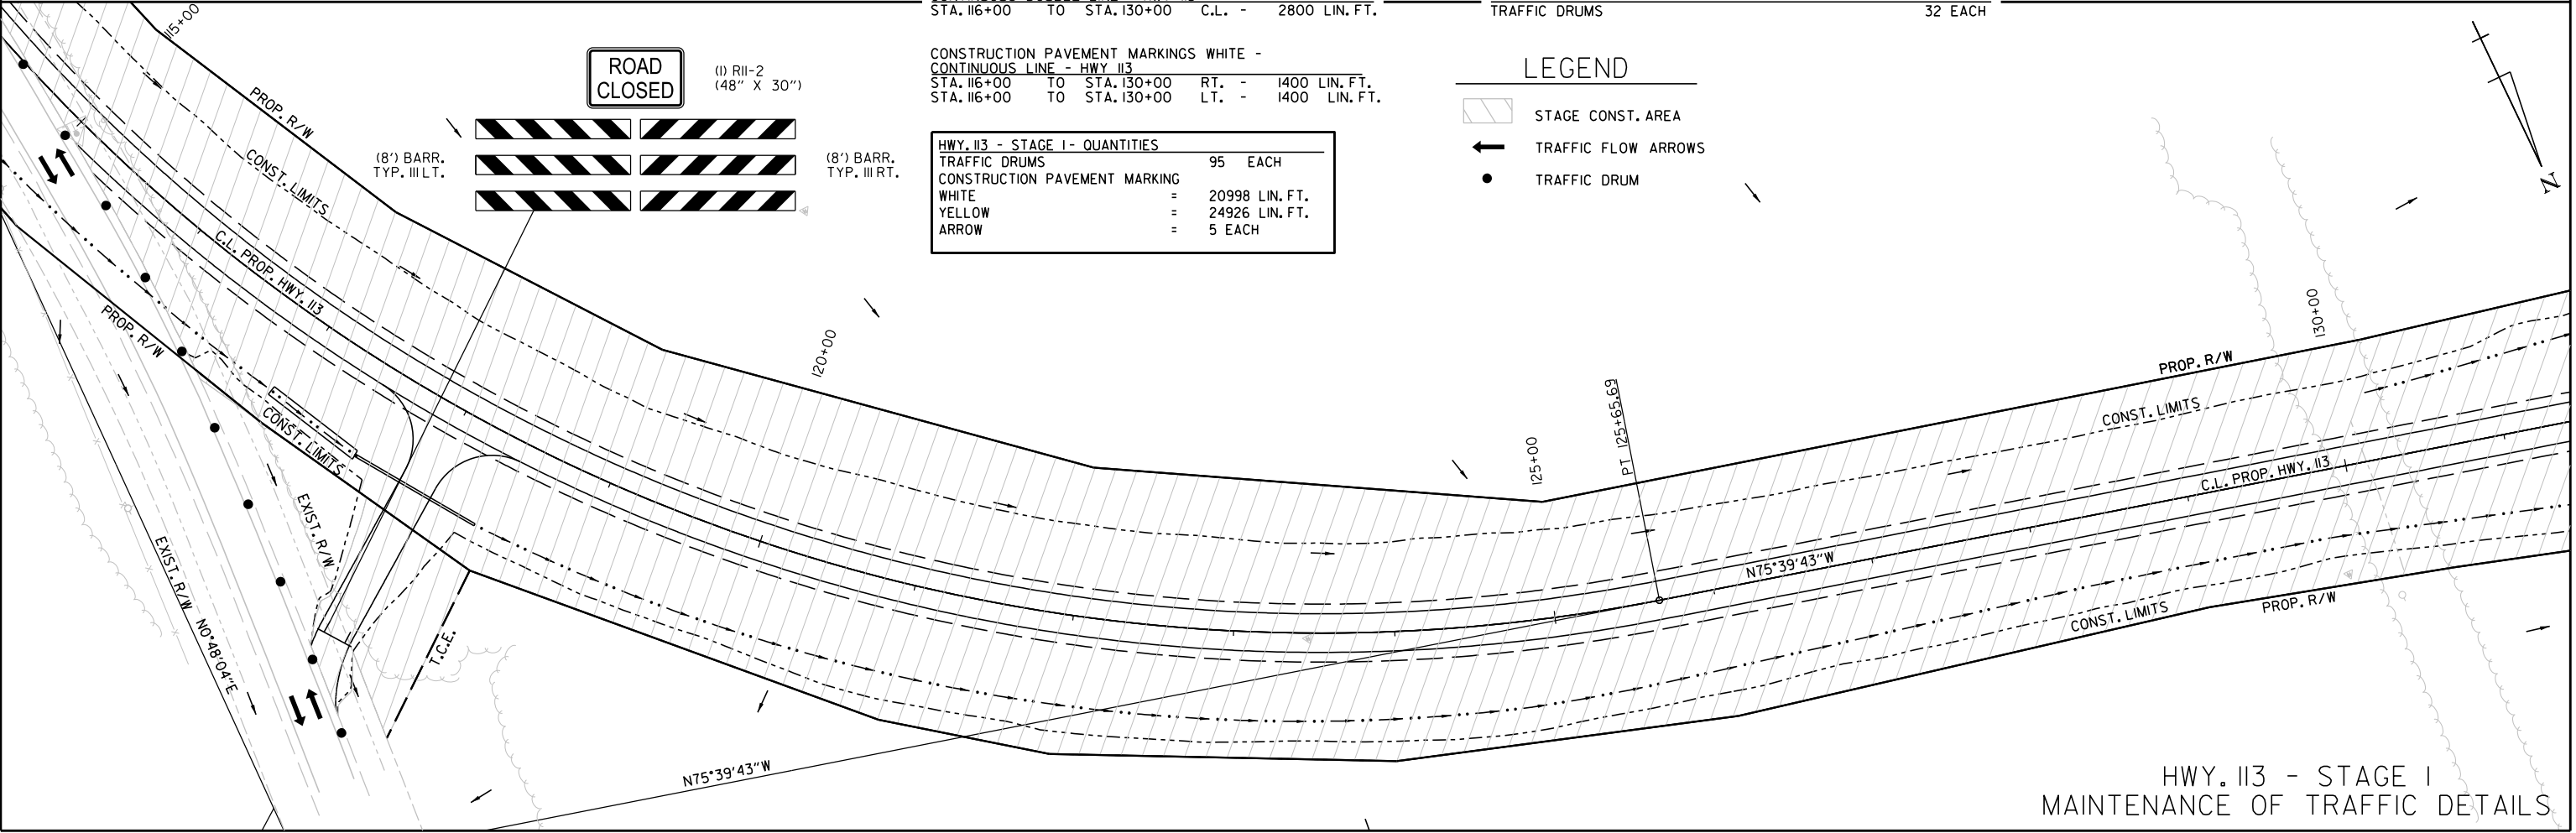 STA. 116+00 TO STA. 130+00 C.L. - 2800 LIN. FT.
TRAFFIC DRUMS 32 EACH
115+00
CONSTRUCTION PAVEMENT MARKINGS WHITE -
CONTINUOUS LINE - HWY 113
STA. 116+00 TO STA. 130+00 RT. - 1400 LIN. FT.
STA. 116+00 TO STA. 130+00 LT. - 1400 LIN. FT.
LEGEND
STAGE CONST. AREA
TRAFFIC FLOW ARROWS
TRAFFIC DRUM
ROAD
CLOSED
(1) R11-2
(48" X 30")
(8') BARR.
TYP. III LT.
(8') BARR.
TYP. III RT.
HWY. 113 - STAGE 1 - QUANTITIES
TRAFFIC DRUMS 95 EACH
CONSTRUCTION PAVEMENT MARKING
WHITE = 20998 LIN. FT.
YELLOW = 24926 LIN. FT.
ARROW = 5 EACH
N
PROP. R/W
CONST. LIMITS
C.L. PROP. HWY. 113
PROP. R/W
CONST. LIMITS
EXIST. R/W
EXIST. R/W
N0°48'04"E
T.C.E.
120+00
125+00
PT 125+65.69
130+00
PROP. R/W
CONST. LIMITS
C.L. PROP. HWY. 113
N75°39'43"W
CONST. LIMITS
PROP. R/W
N75°39'43"W
HWY. 113 - STAGE 1
MAINTENANCE OF TRAFFIC DETAILS